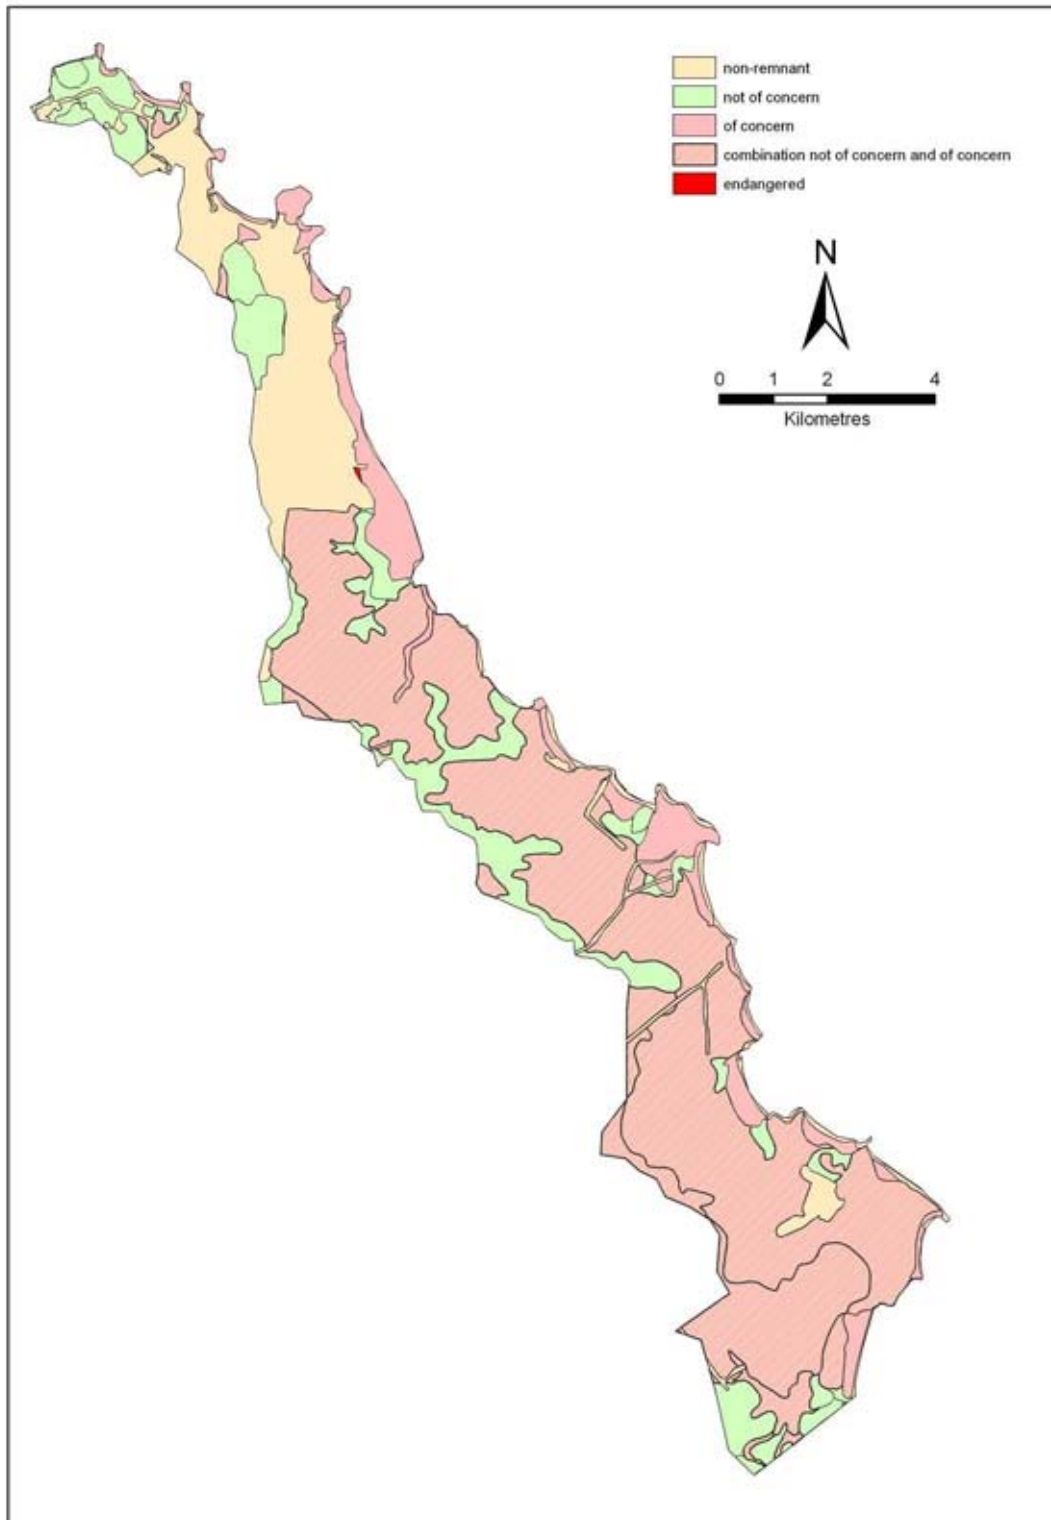 non-remnant
not of concern
of concern
combination not of concern and of concern
endangered
N
0 1 2 4
Kilometres